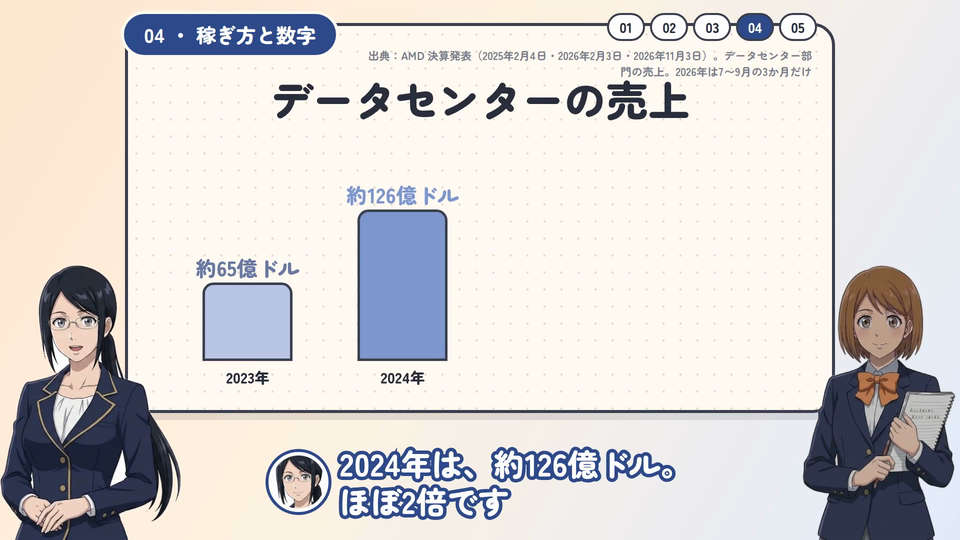 04 ・ 稼ぎ方と数字
01 02 03 04 05
出典：AMD 決算発表（2025年2月4日・2026年2月3日・2026年11月3日）。データセンター部
門の売上。2026年は7〜9月の3か月だけ
データセンターの売上
約126億ドル
約65億ドル
2023年 2024年
2024年は、約126億ドル。
ほぼ2倍です